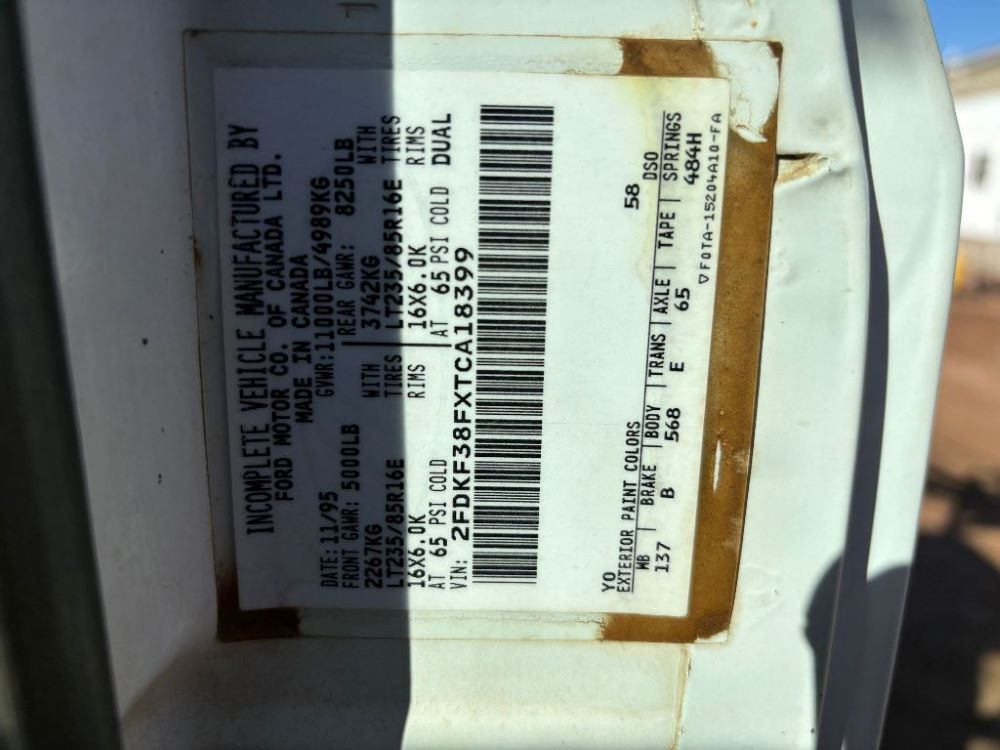 INCOMPLETE VEHICLE MANUFACTURED BY
FORD MOTOR CO. OF CANADA LTD.
MADE IN CANADA
DATE: 11/95 GVWR: 11000LB/4989KG
FRONT GAWR: 5000LB REAR GAWR: 8250LB
2267KG WITH 3742KG WITH
LT235/85R16E TIRES LT235/85R16E TIRES
16X6.0K RIMS 16X6.0K RIMS
AT 65 PSI COLD AT 65 PSI COLD DUAL
VIN: 2FDKF38FXTCA18399
YO 58
EXTERIOR PAINT COLORS DSO
WB BRAKE BODY TRANS AXLE TAPE SPRINGS
137 B 568 E 65 484H
▽F0TA-15204A10-FA